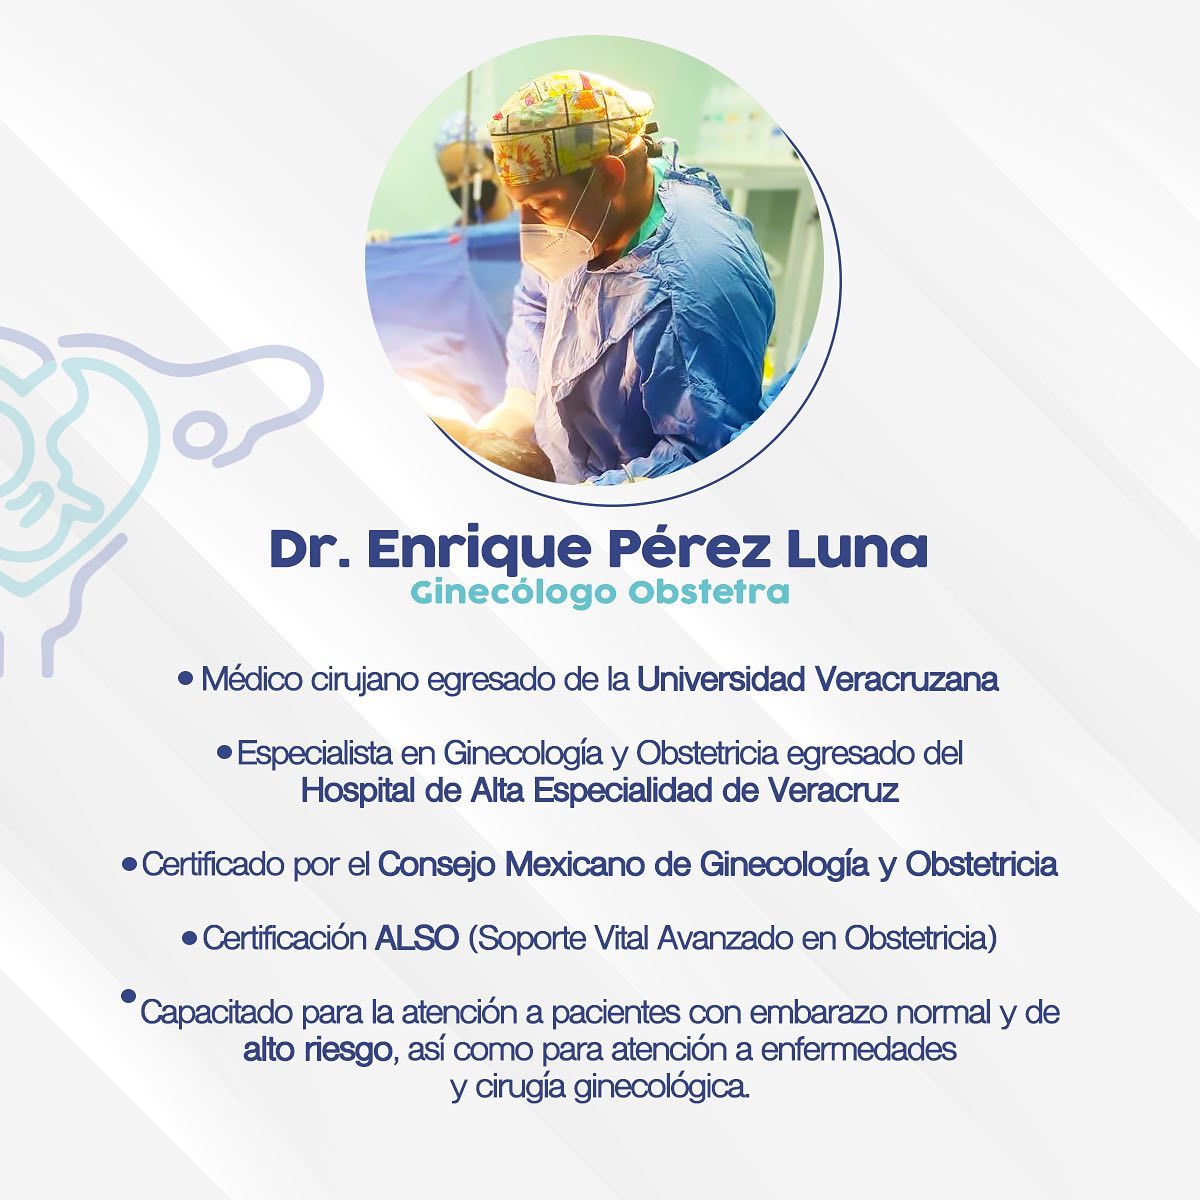 Dr. Enrique Pérez Luna
Ginecólogo Obstetra
• Médico cirujano egresado de la Universidad Veracruzana
• Especialista en Ginecología y Obstetricia egresado del
Hospital de Alta Especialidad de Veracruz
• Certificado por el Consejo Mexicano de Ginecología y Obstetricia
• Certificación ALSO (Soporte Vital Avanzado en Obstetricia)
• Capacitado para la atención a pacientes con embarazo normal y de
alto riesgo, así como para atención a enfermedades
y cirugía ginecológica.